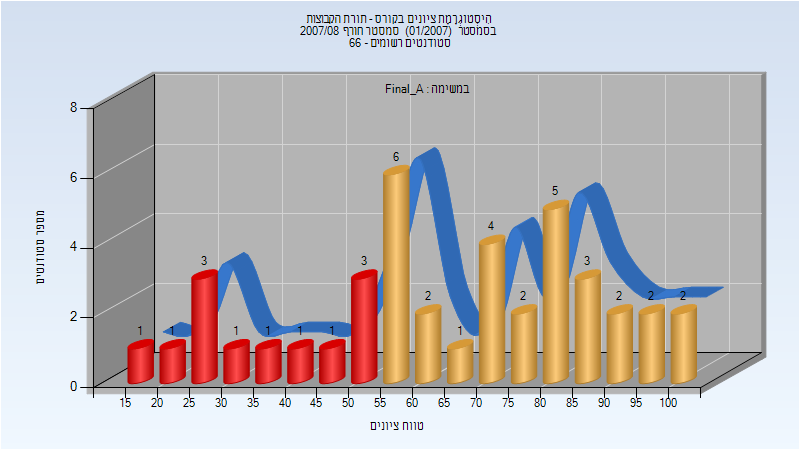 היסטוגרמת ציונים בקורס - תורת הקבוצות
בסמסטר (01/2007) סמסטר חורף 2007/08
סטודנטים רשומים - 66
במשימה : Final_A
מספר סטודנטים
8
6
4
2
0
1 1 3 1 1 1 1 3 6 2 1 4 2 5 3 2 2 2
15 20 25 30 35 40 45 50 55 60 65 70 75 80 85 90 95 100
טווח ציונים